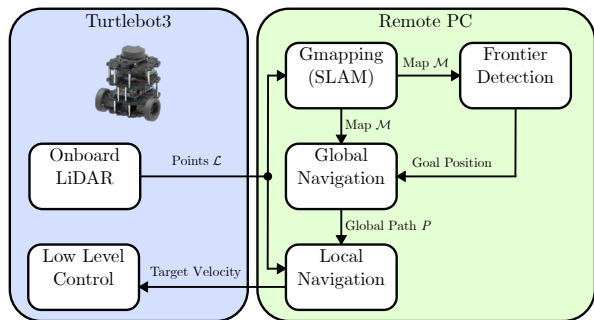 Turtlebot3
Remote PC
Gmapping
(SLAM)
Map ℳ
Frontier
Detection
Map ℳ
Onboard
LiDAR
Points ℒ
Global
Navigation
Goal Position
Global Path P
Low Level
Control
Target Velocity
Local
Navigation